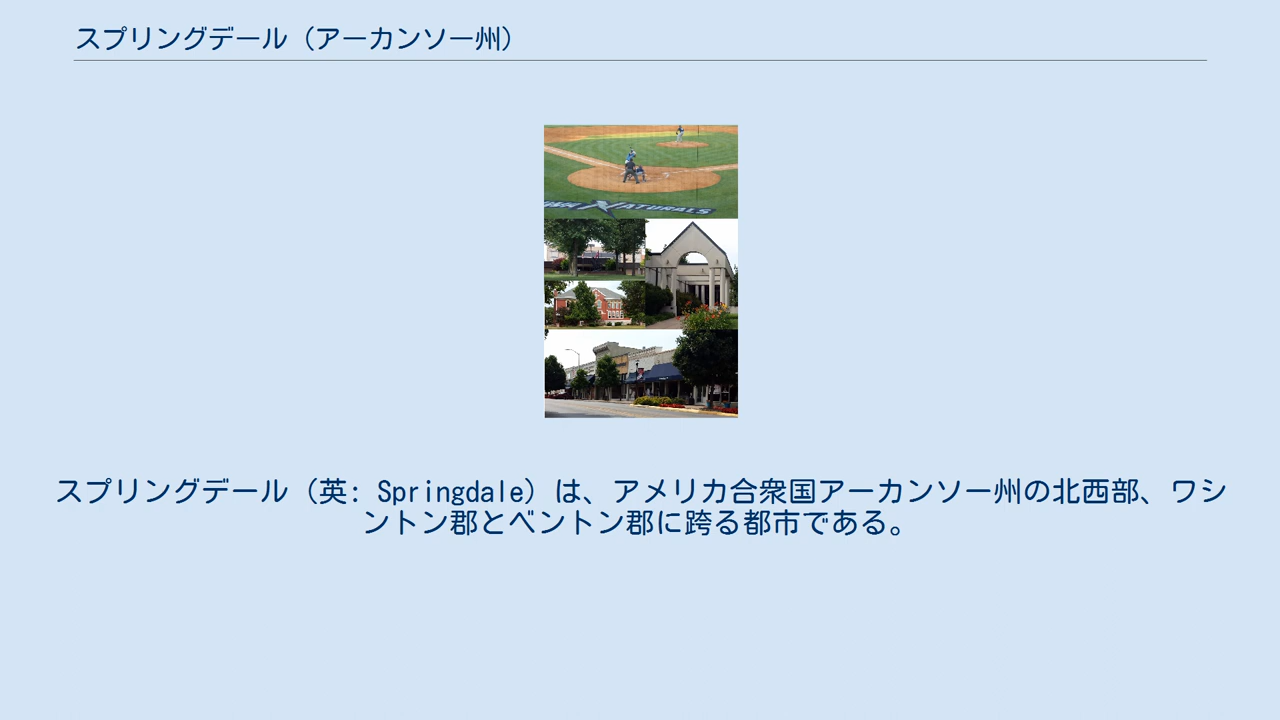 スプリングデール（アーカンソー州）
NATURALS
スプリングデール（英: Springdale）は、アメリカ合衆国アーカンソー州の北西部、ワシ
ントン郡とベントン郡に跨る都市である。